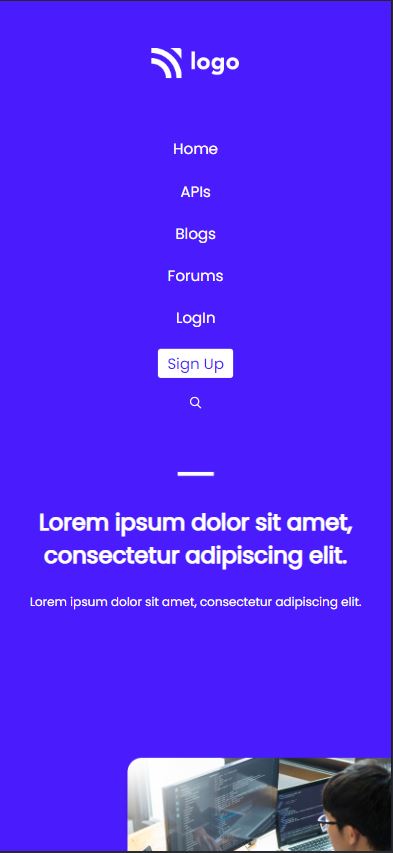 logo
Home
APIs
Blogs
Forums
LogIn
Sign Up
Lorem ipsum dolor sit amet,
consectetur adipiscing elit.
Lorem ipsum dolor sit amet, consectetur adipiscing elit.